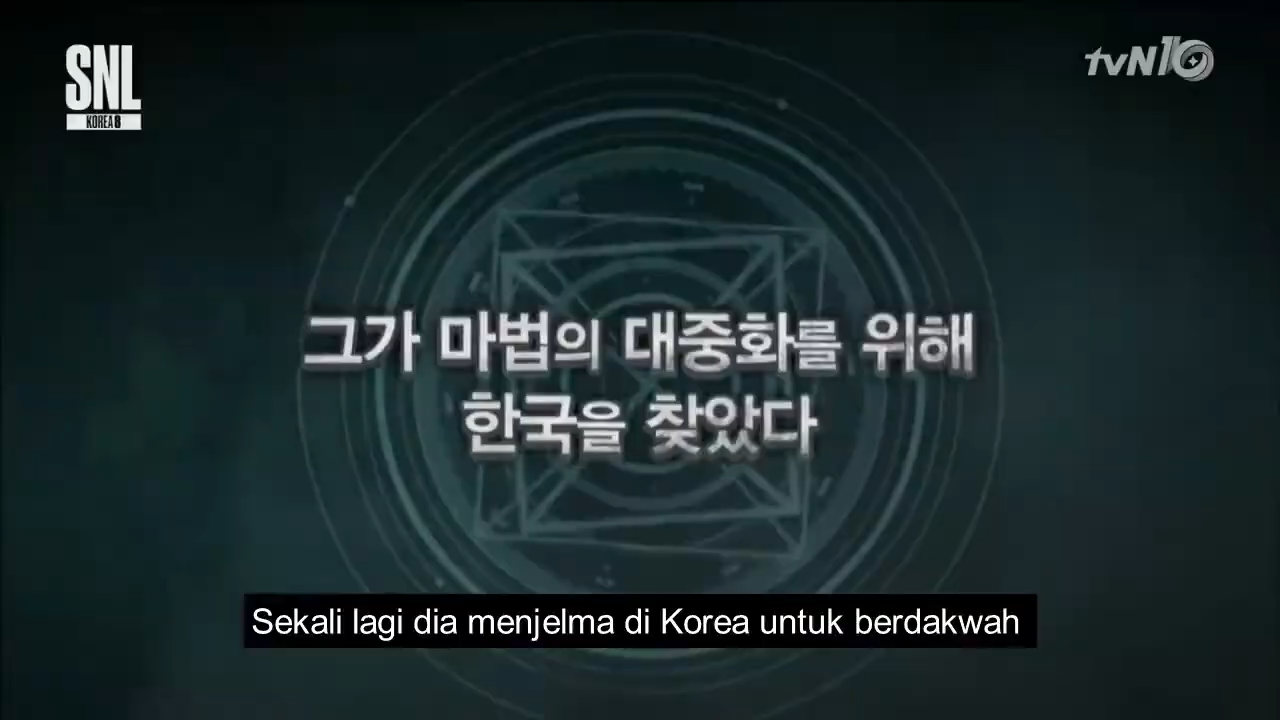 SNL
KOREA 8
tvN10
그가 마법의 대중화를 위해
한국을 찾았다
Sekali lagi dia menjelma di Korea untuk berdakwah